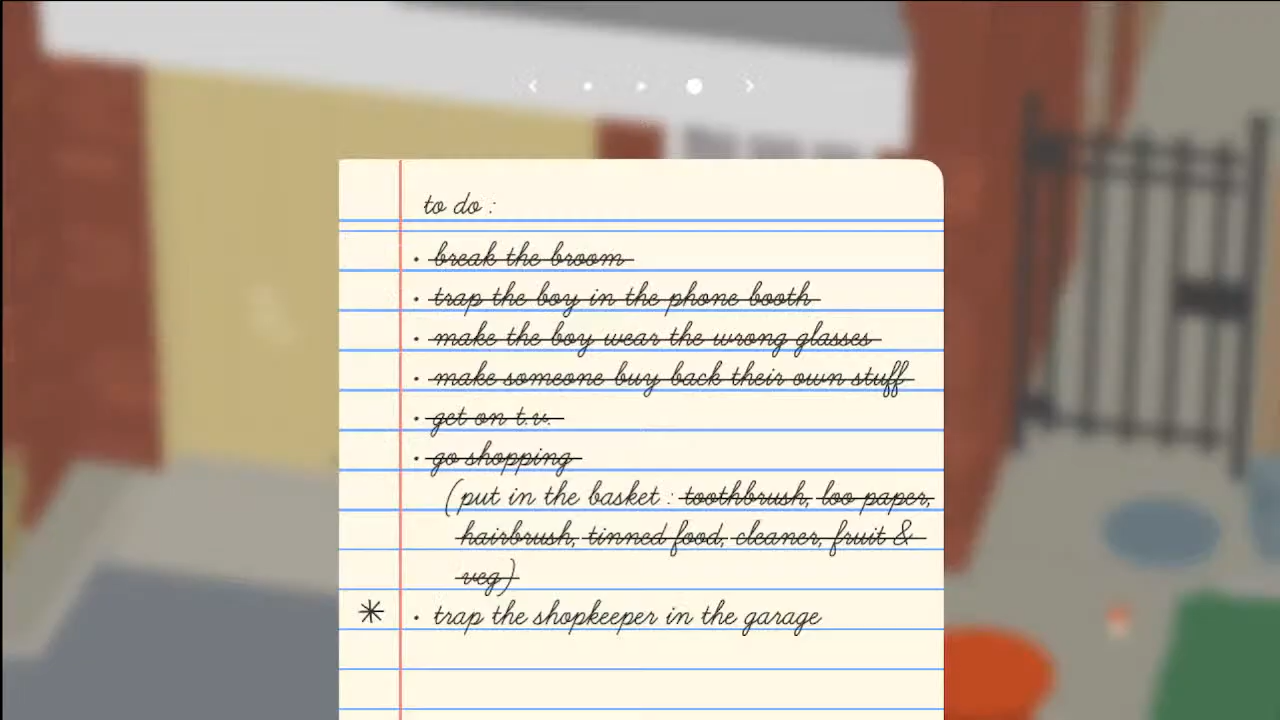 to do :
• break the broom
• trap the boy in the phone booth
• make the boy wear the wrong glasses
• make someone buy back their own stuff
• get on t.v.
• go shopping
(put in the basket : toothbrush, loo paper,
hairbrush, tinned food, cleaner, fruit &
veg)
* • trap the shopkeeper in the garage